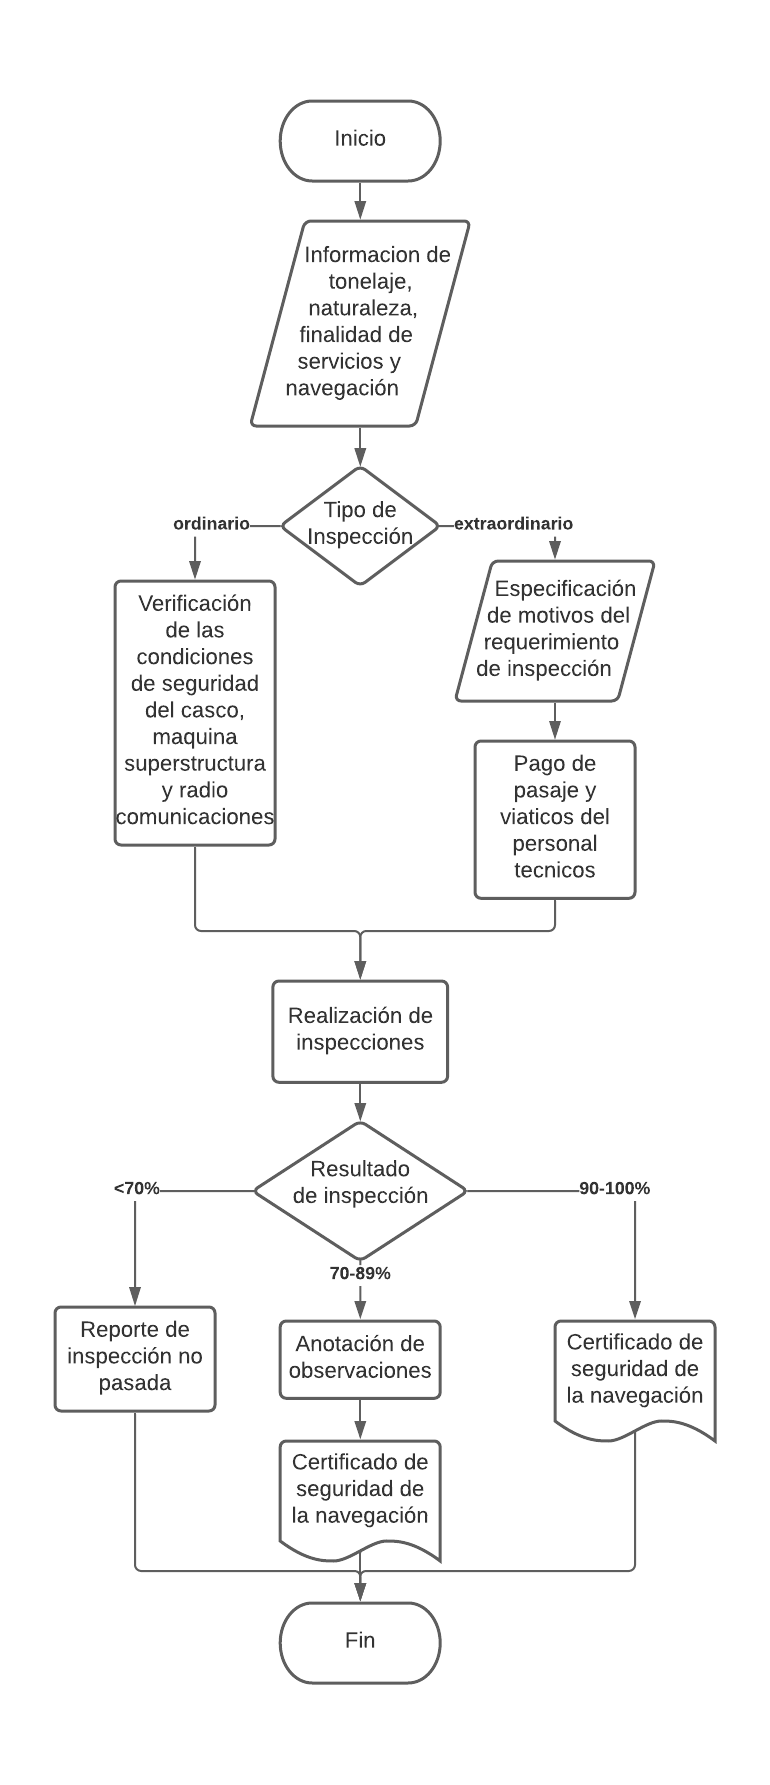 Inicio
Informacion de
tonelaje,
naturaleza,
finalidad de
servicios y
navegación
Tipo de
Inspección
ordinario
extraordinario
Verificación
de las
condiciones
de seguridad
del casco,
maquina
superstructura
y radio
comunicaciones
Especificación
de motivos del
requerimiento
de inspección
Pago de
pasaje y
viaticos del
personal
tecnicos
Realización de
inspecciones
Resultado
de inspección
<70%
70-89%
90-100%
Reporte de
inspección no
pasada
Anotación de
observaciones
Certificado de
seguridad de
la navegación
Certificado de
seguridad de
la navegación
Fin